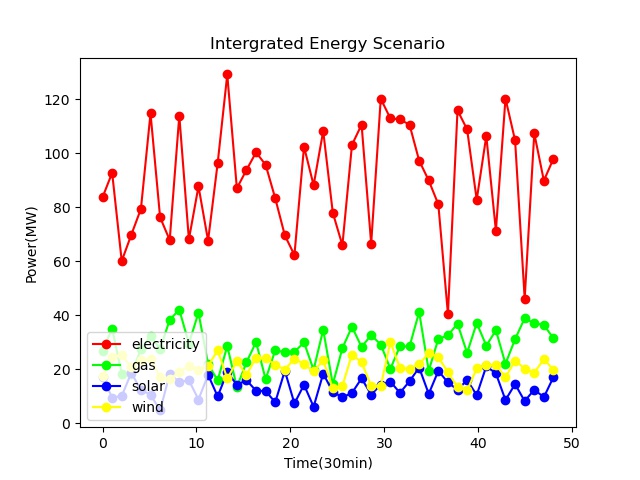 Intergrated Energy Scenario
Power(MW)
120
100
80
60
40
20
0
electricity
gas
solar
wind
0 10 20 30 40 50
Time(30min)